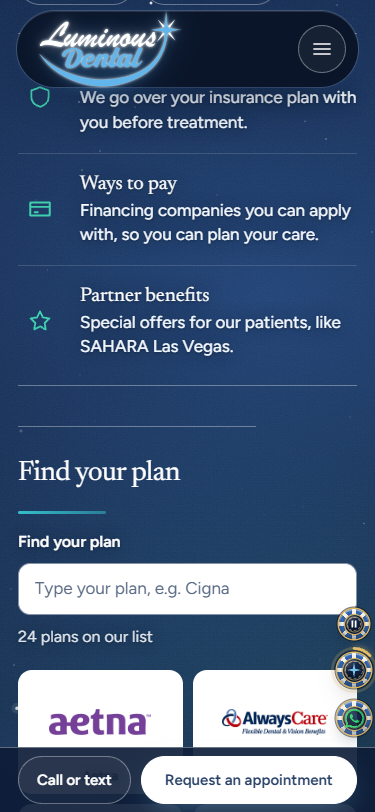 Luminous
Dental
We go over your insurance plan with
you before treatment.
Ways to pay
Financing companies you can apply
with, so you can plan your care.
Partner benefits
Special offers for our patients, like
SAHARA Las Vegas.
Find your plan
Find your plan
Type your plan, e.g. Cigna
24 plans on our list
aetna™
AlwaysCare
Flexible Dental & Vision Benefits
Call or text
Request an appointment